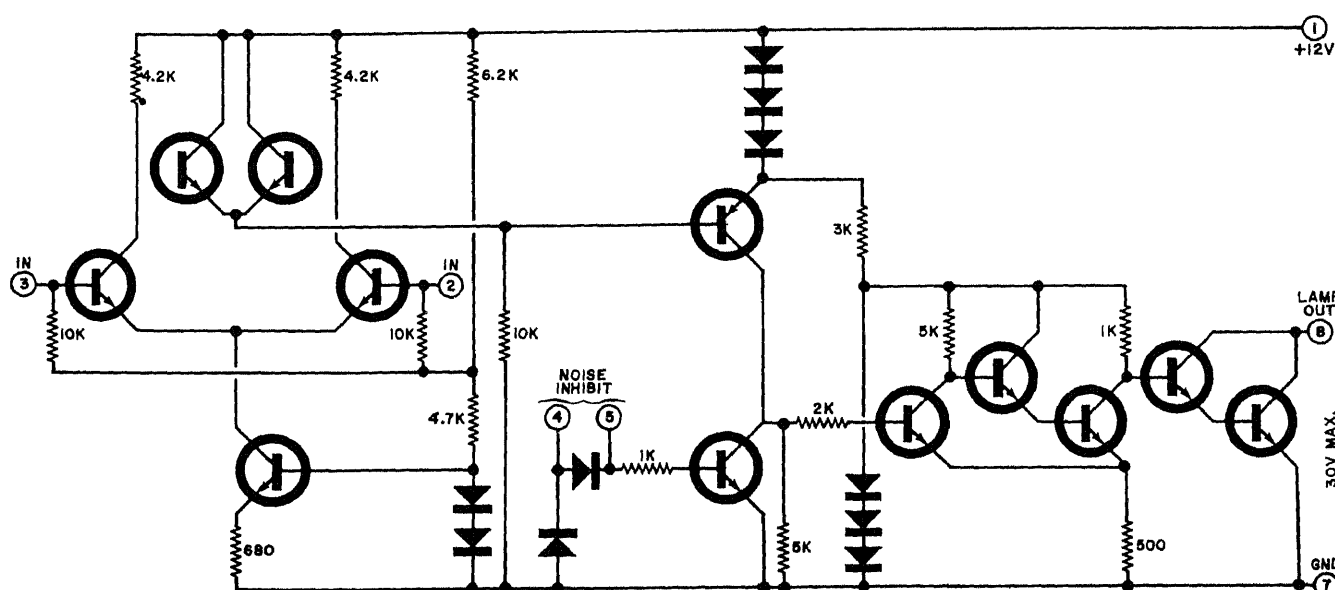 1
+12V
4.2K
4.2K
6.2K
3K
IN
3
IN
2
10K
10K
10K
5K
1K
LAMP
OUT
8
NOISE
INHIBIT
4
5
4.7K
2K
1K
30V MAX.
680
5K
500
GND
7